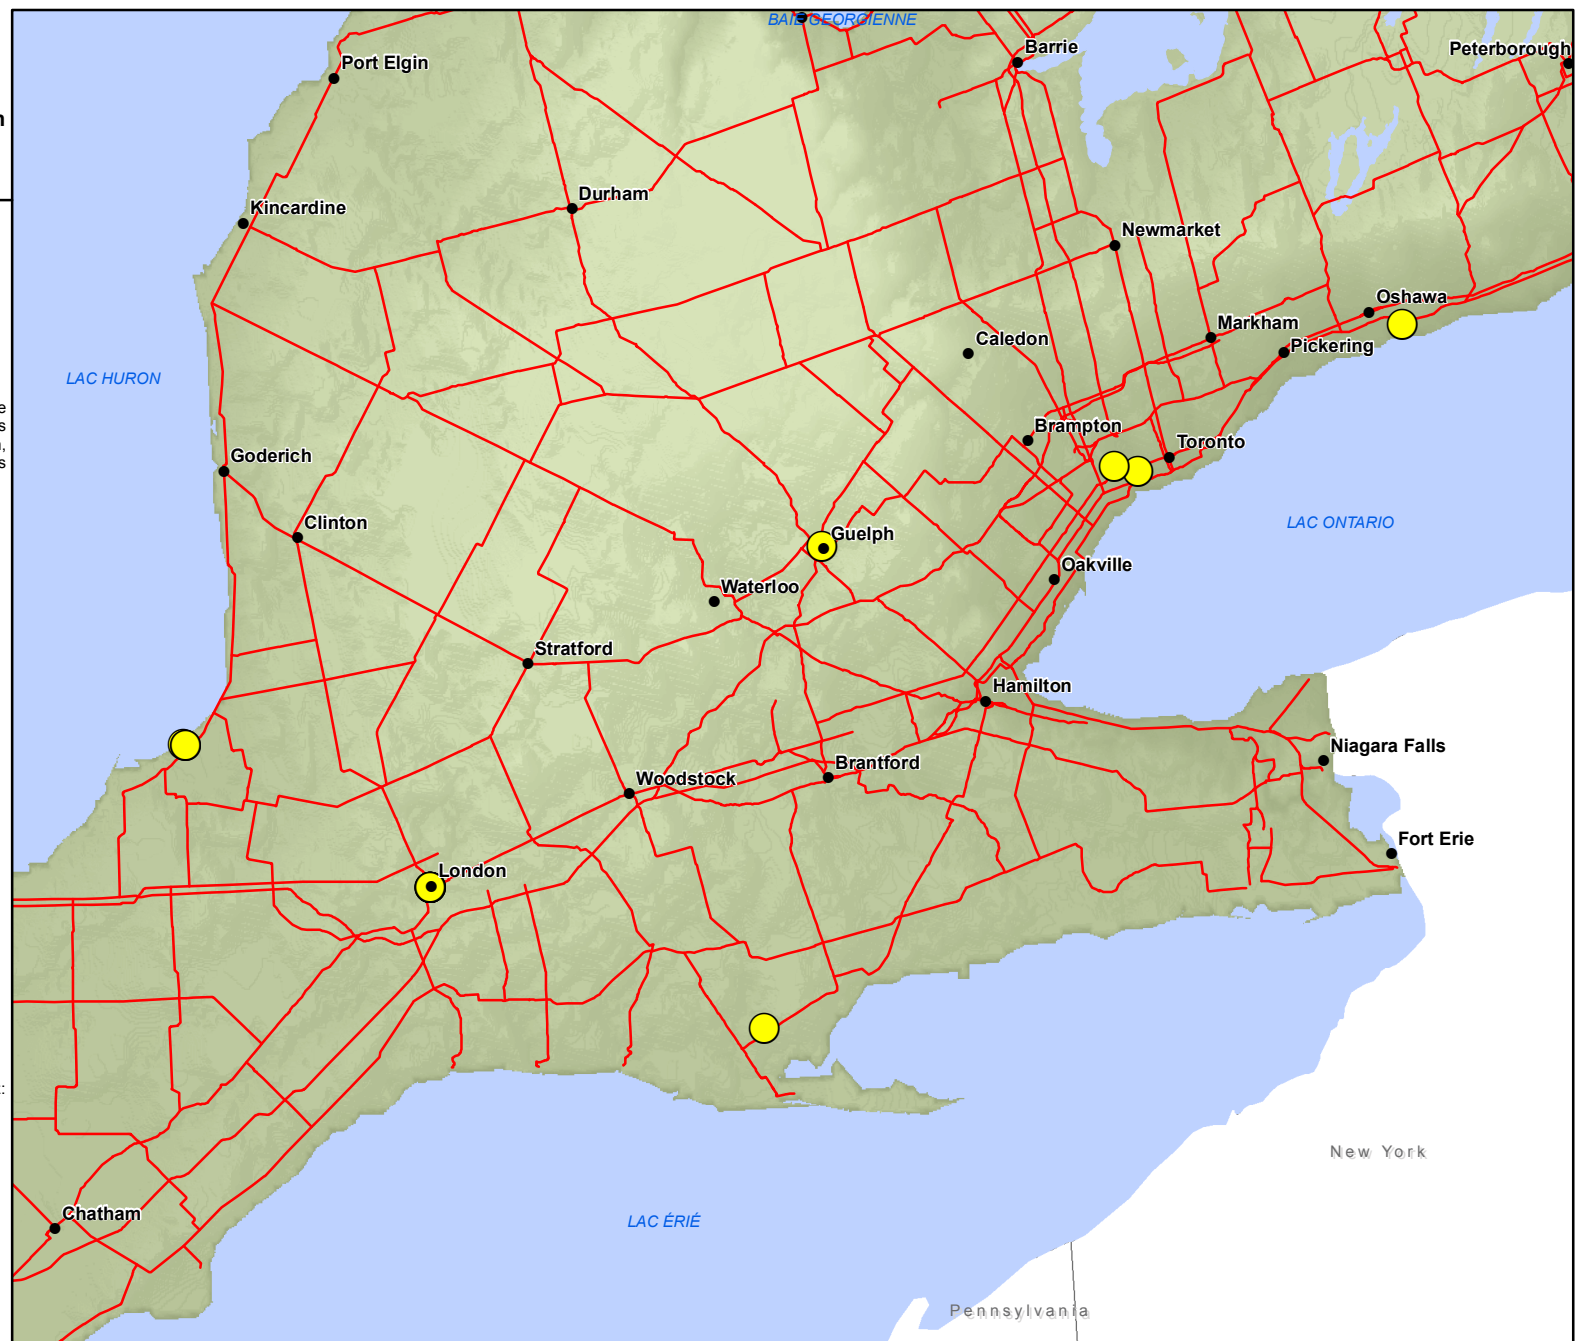 BAIE GEORGIENNE
Barrie
Peterborough
Port Elgin
n
Durham
Kincardine
Newmarket
Oshawa
Markham
Pickering
Caledon
LAC HURON
e
s
,
s
Brampton
Toronto
Goderich
Clinton
LAC ONTARIO
Guelph
Oakville
Waterloo
Stratford
Hamilton
Niagara Falls
Brantford
Woodstock
Fort Erie
London
:
New York
Chatham
LAC ÉRIÉ
Pennsylvania